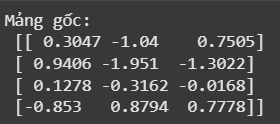 Mảng gốc:
[[ 0.3047 -1.04 0.7505]
[ 0.9406 -1.951 -1.3022]
[ 0.1278 -0.3162 -0.0168]
[-0.853 0.8794 0.7778]]